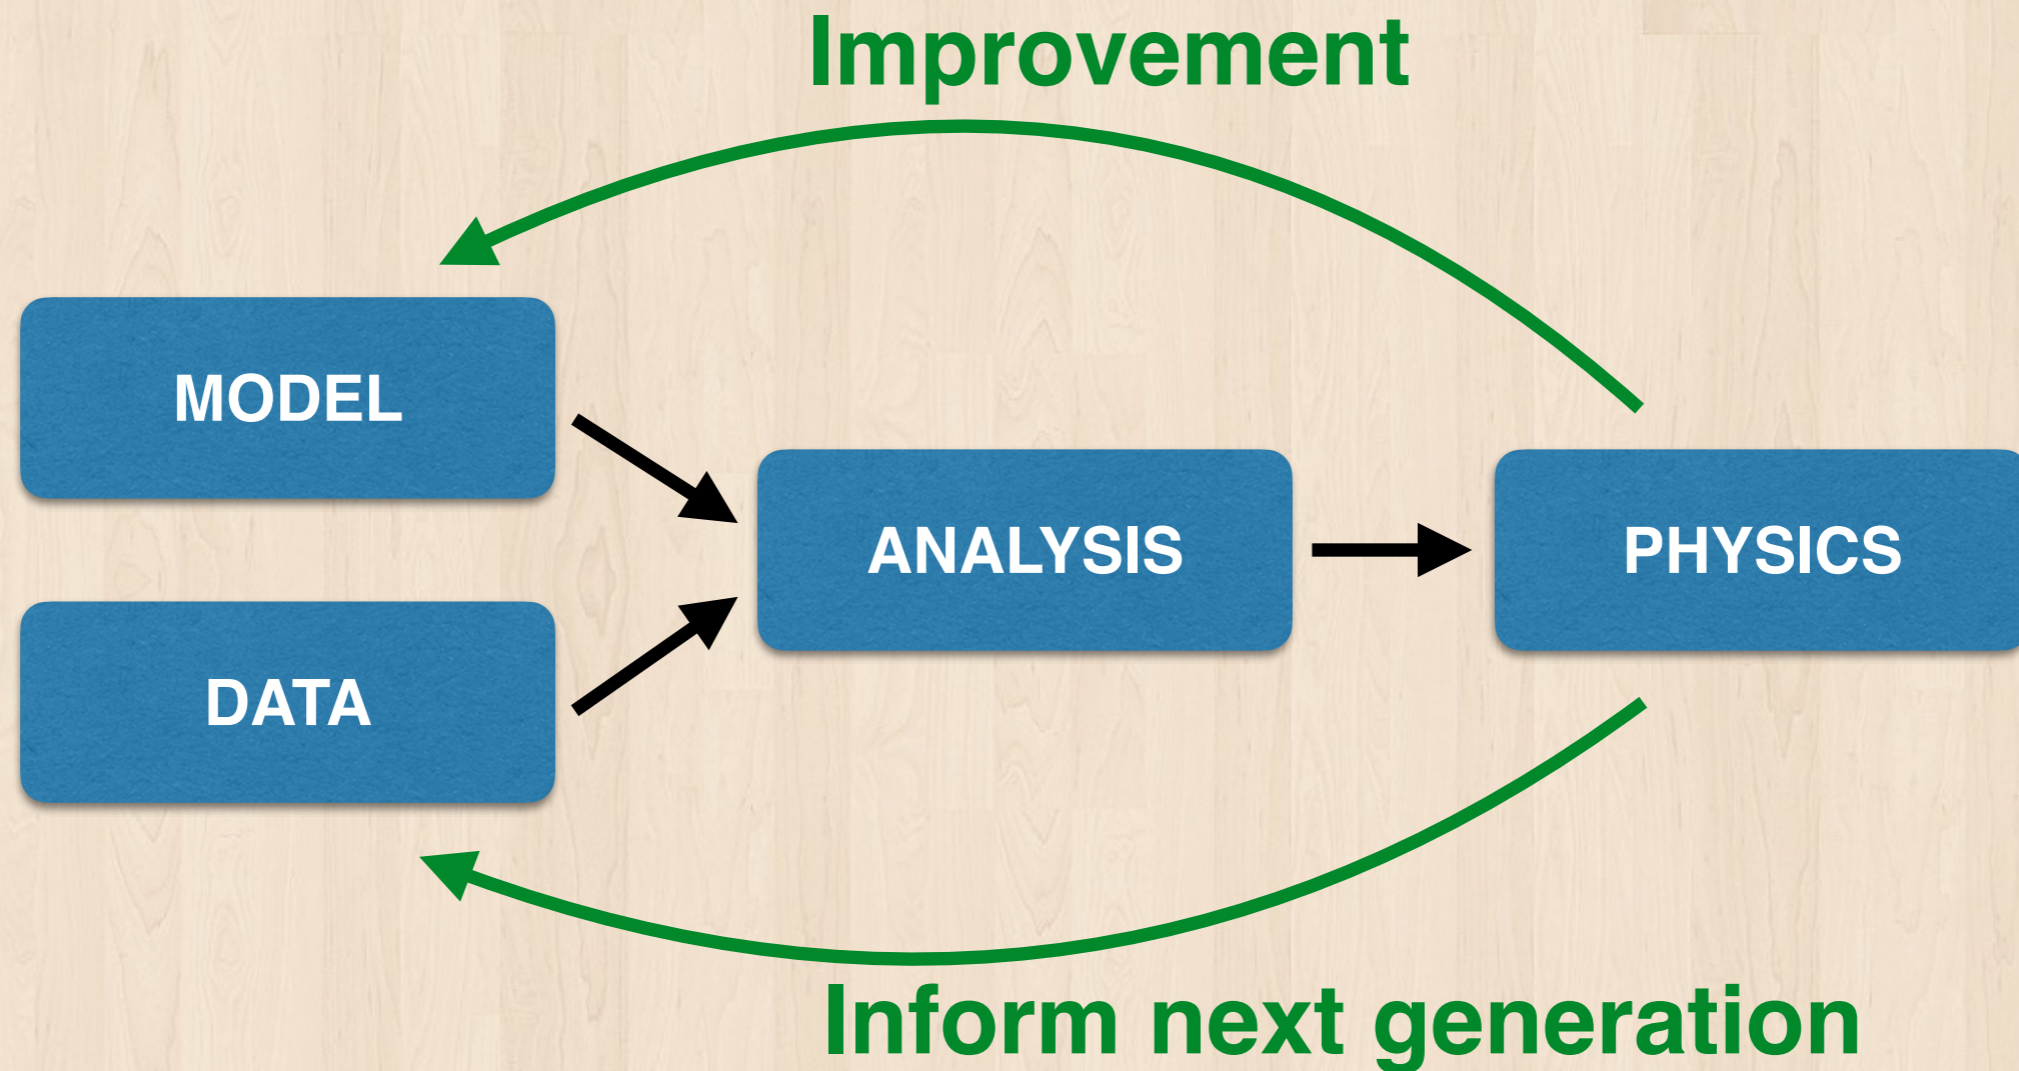 Improvement
MODEL
ANALYSIS
PHYSICS
DATA
Inform next generation